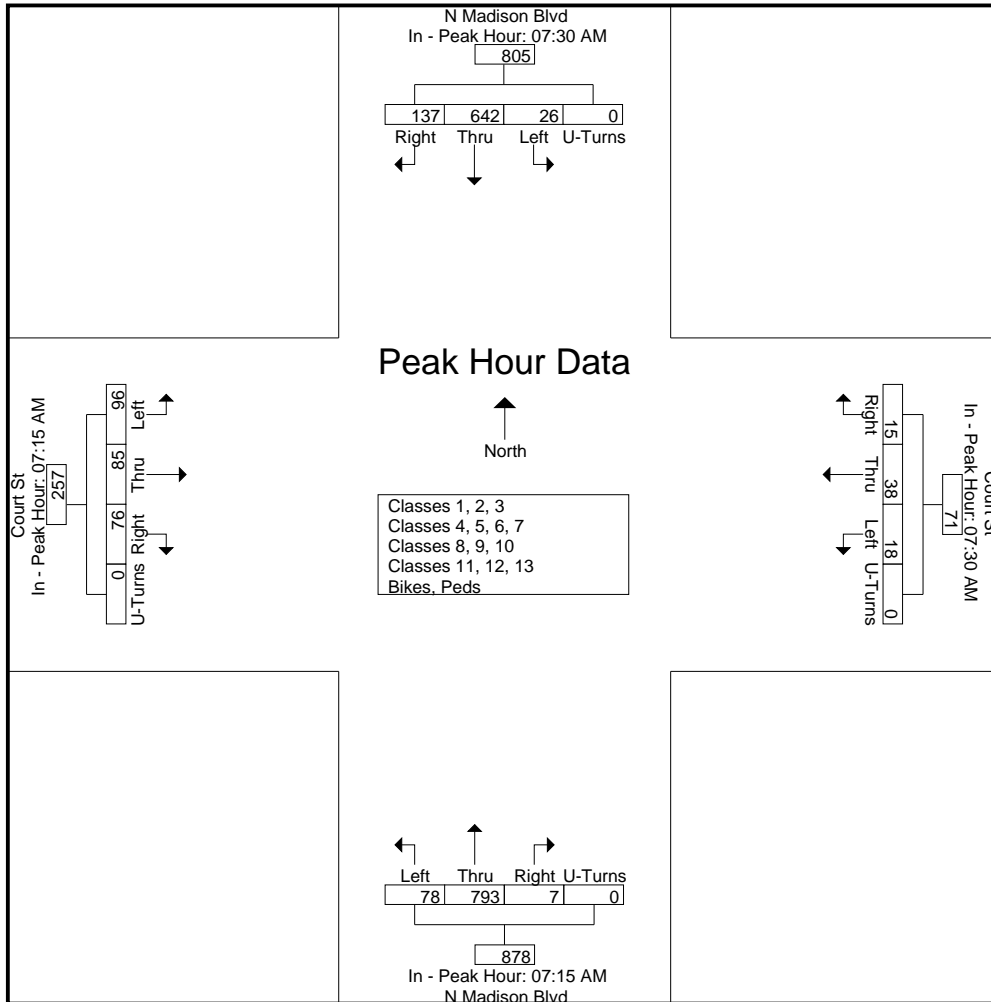 N Madison Blvd
In - Peak Hour: 07:30 AM
805
137 642 26 0
Right Thru Left U-Turns
Peak Hour Data
North
Classes 1, 2, 3
Classes 4, 5, 6, 7
Classes 8, 9, 10
Classes 11, 12, 13
Bikes, Peds
Court St
In - Peak Hour: 07:15 AM
257
96 85 76 0
Left Thru Right U-Turns
Court St
In - Peak Hour: 07:30 AM
71
15 38 18 0
Right Thru Left U-Turns
Left Thru Right U-Turns
78 793 7 0
878
In - Peak Hour: 07:15 AM
N Madison Blvd